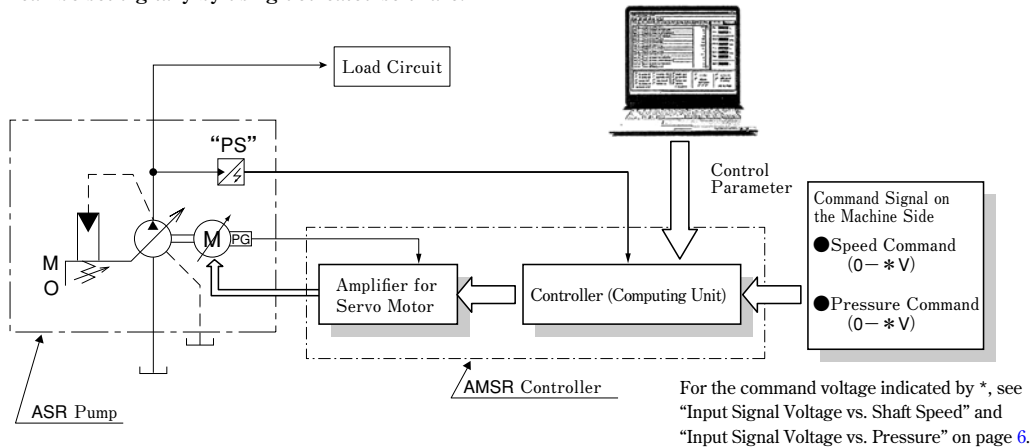 Load Circuit
“PS”
Control
Parameter
Command Signal on
the Machine Side
●Speed Command
(0－＊V)
●Pressure Command
(0－＊V)
M
O
M
PG
Amplifier for
Servo Motor
Controller (Computing Unit)
ASR Pump
AMSR Controller
For the command voltage indicated by *, see
“Input Signal Voltage vs. Shaft Speed” and
“Input Signal Voltage vs. Pressure” on page 6.